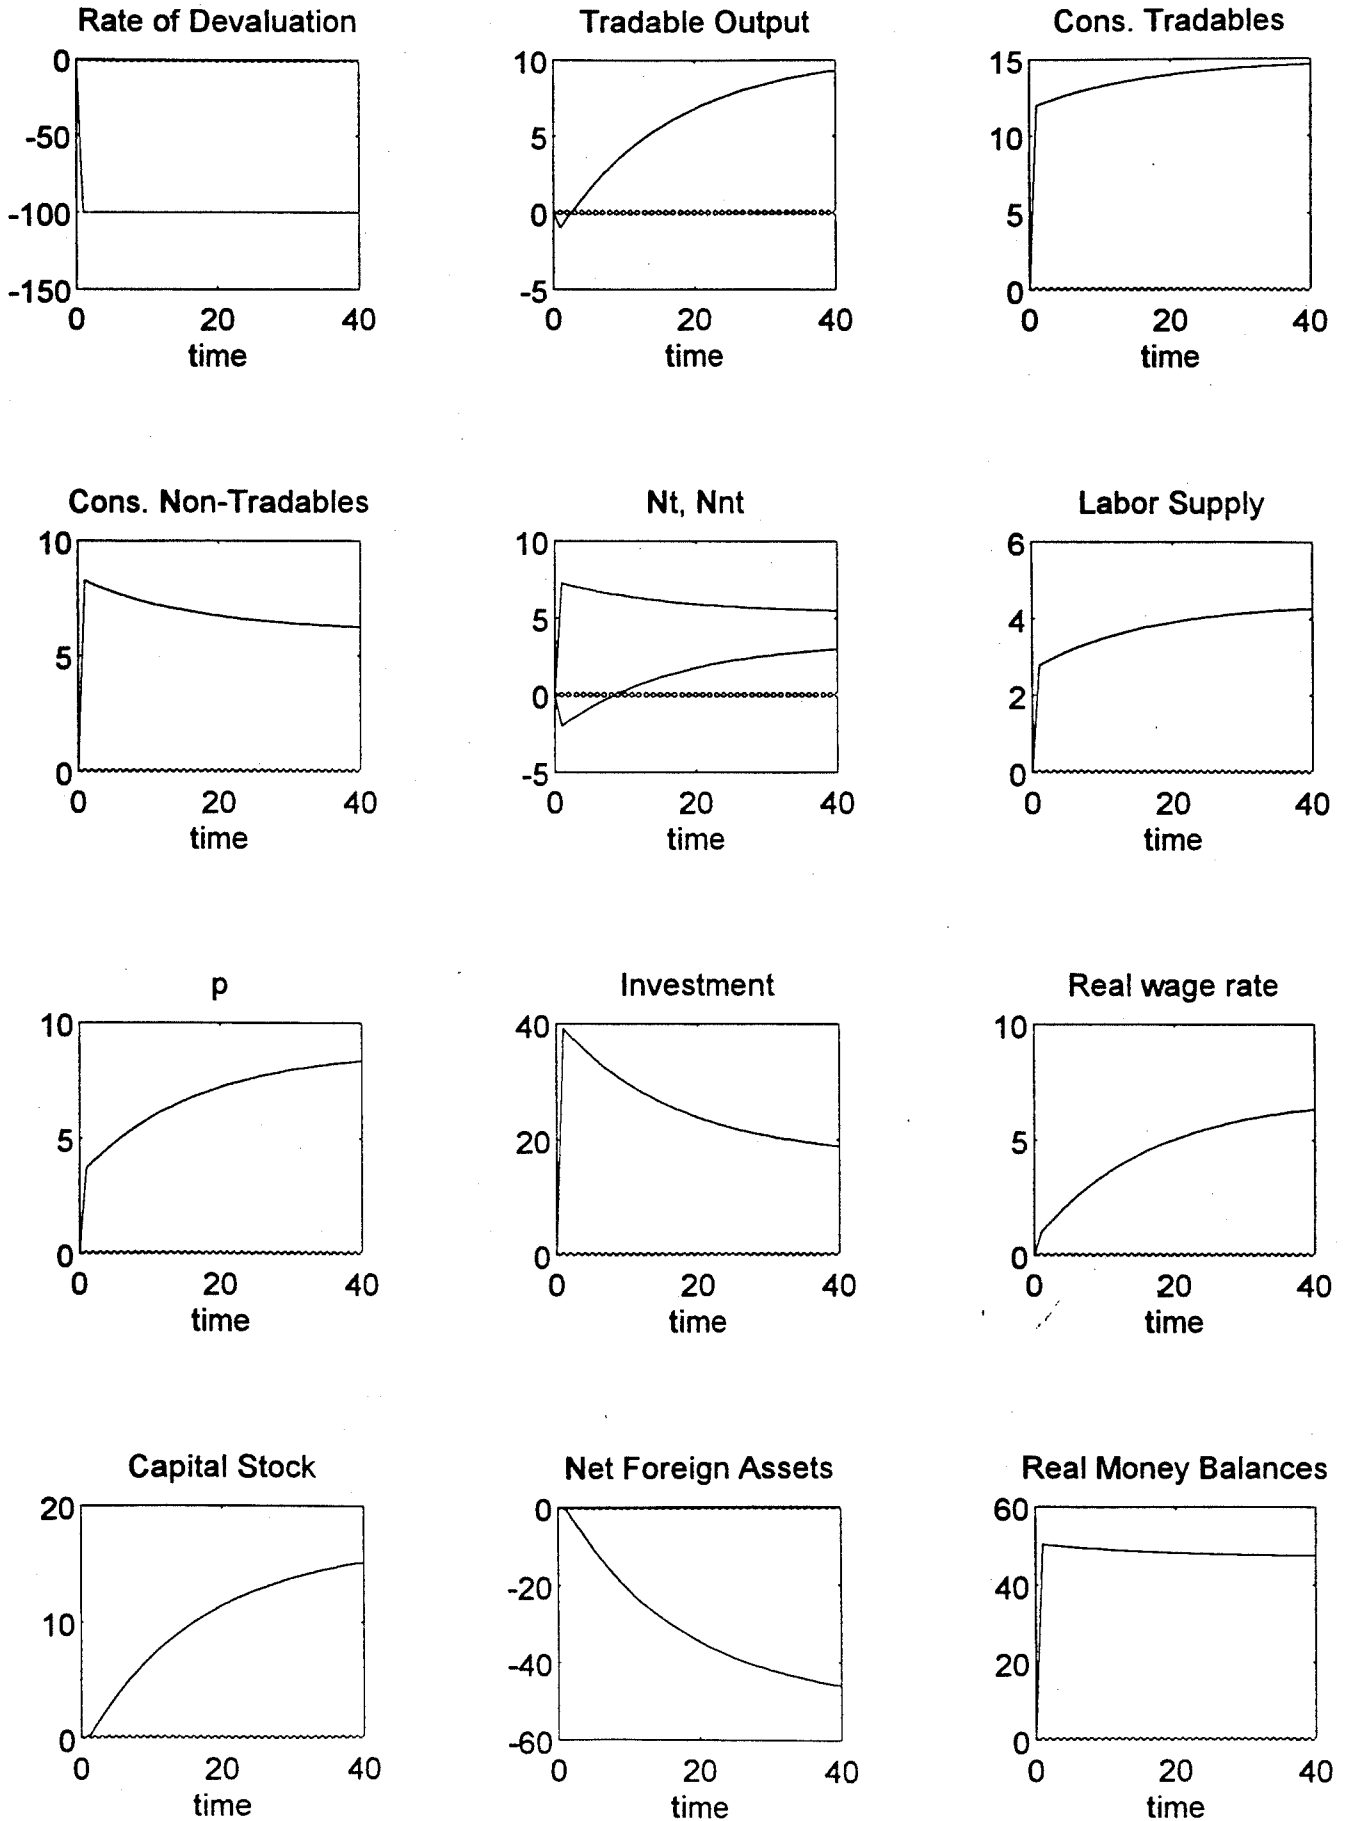 Rate of Devaluation
0
-50
-100
-150
0 20 40
time
Tradable Output
10
5
0
-5
0 20 40
time
Cons. Tradables
15
10
5
0
0 20 40
time
Cons. Non-Tradables
10
5
0
0 20 40
time
Nt, Nnt
10
5
0
-5
0 20 40
time
Labor Supply
6
4
2
0
0 20 40
time
p
10
5
0
0 20 40
time
Investment
40
20
0
0 20 40
time
Real wage rate
10
5
0
0 20 40
time
Capital Stock
20
10
0
0 20 40
time
Net Foreign Assets
0
-20
-40
-60
0 20 40
time
Real Money Balances
60
40
20
0
0 20 40
time